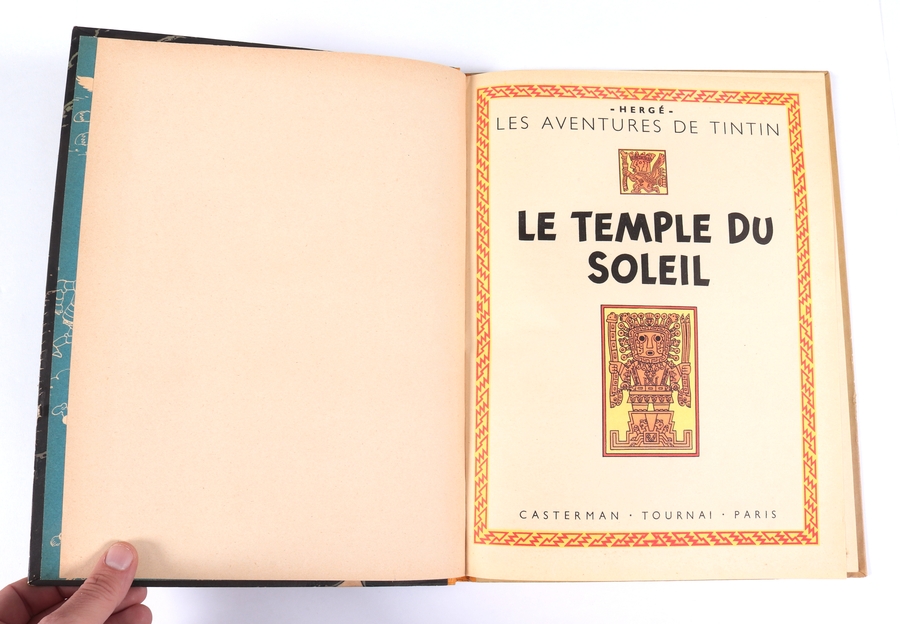 -HERGÉ-
LES AVENTURES DE TINTIN
LE TEMPLE DU
SOLEIL
CASTERMAN · TOURNAI · PARIS